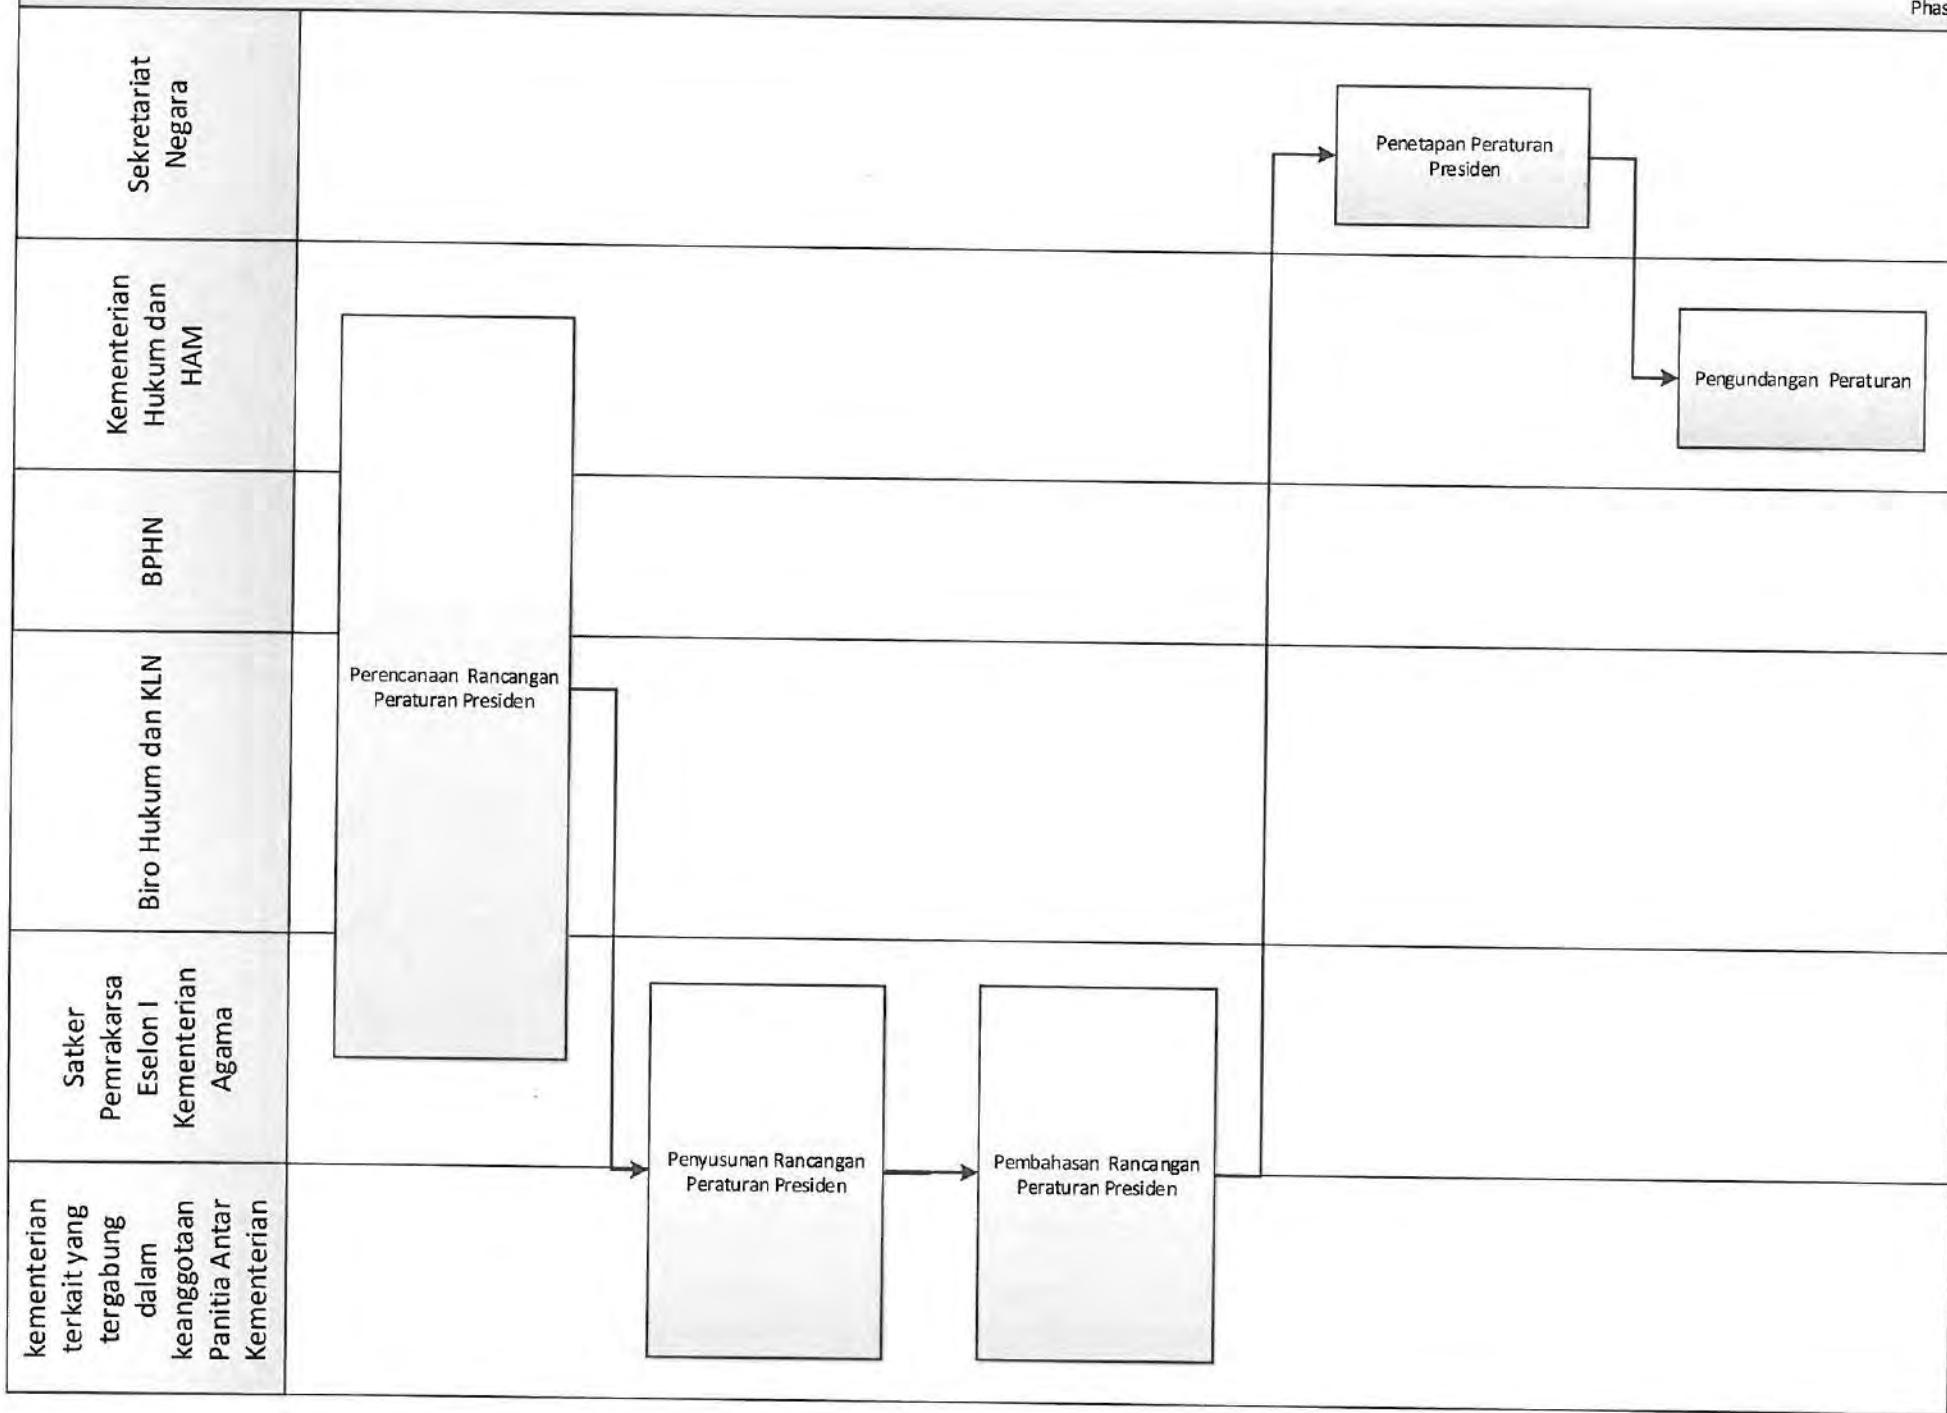 Phas
Sekretariat
Negara
Penetapan Peraturan
Presiden
Kementerian
Hukum dan
HAM
Pengundangan Peraturan
BPHN
Biro Hukum dan KLN
Perencanaan Rancangan
Peraturan Presiden
Satker
Pemrakarsa
Eselon I
Kementerian
Agama
Penyusunan Rancangan
Peraturan Presiden
Pembahasan Rancangan
Peraturan Presiden
kementerian
terkait yang
tergabung
dalam
keanggotaan
Panitia Antar
Kementerian